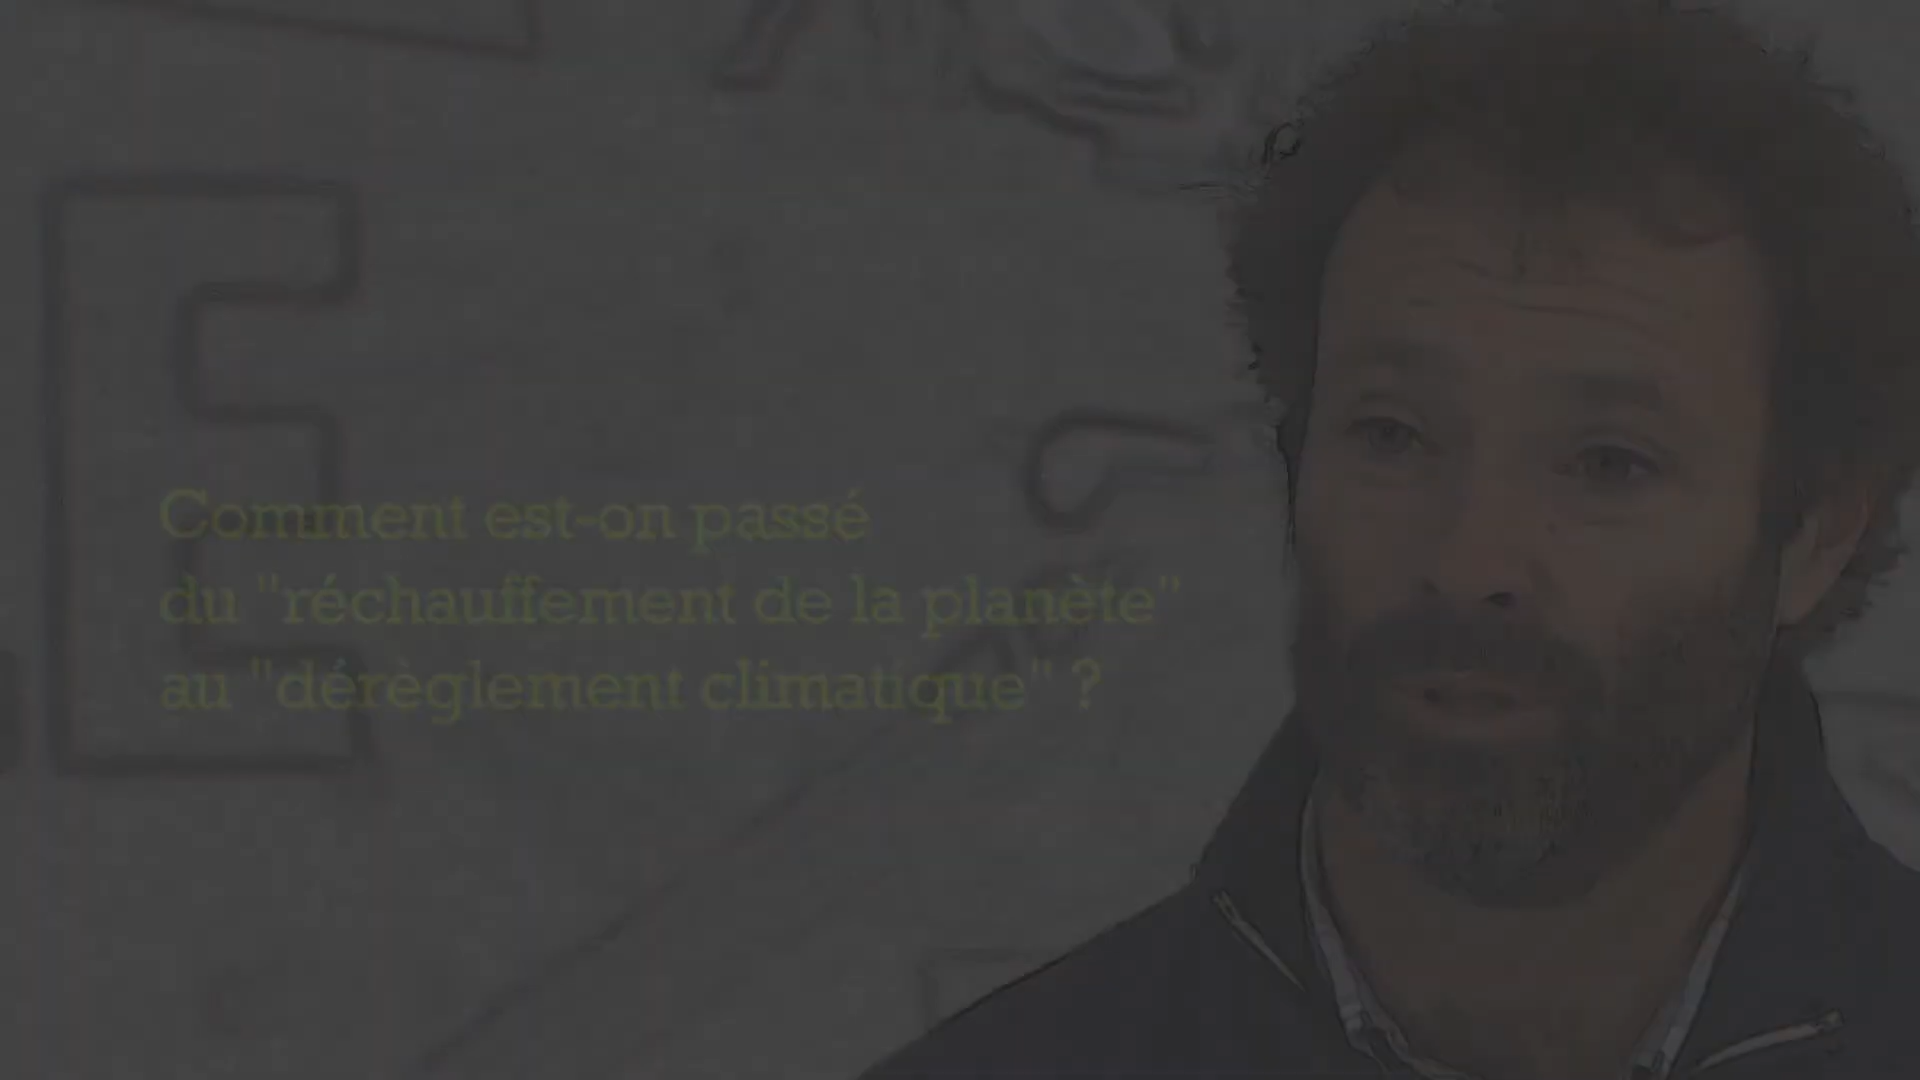 E
Comment est-on passé
du "réchauffement de la planète"
au "dérèglement climatique" ?